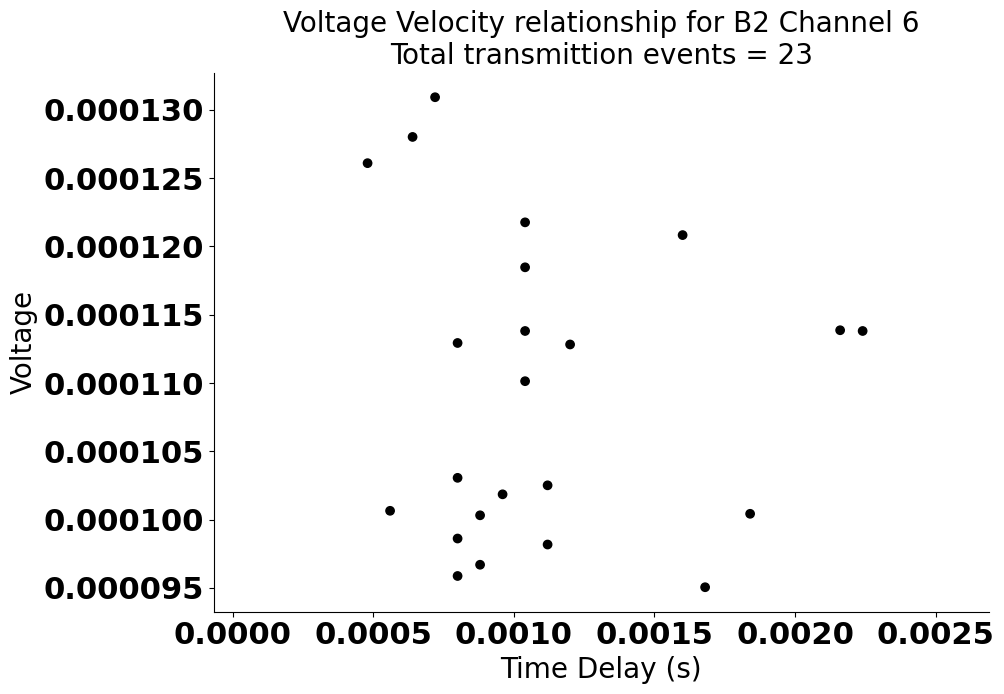 Voltage Velocity relationship for B2 Channel 6
Total transmittion events = 23
0.000130
0.000125
0.000120
0.000115
0.000110
0.000105
0.000100
0.000095
Voltage
0.0000 0.0005 0.0010 0.0015 0.0020 0.0025
Time Delay (s)